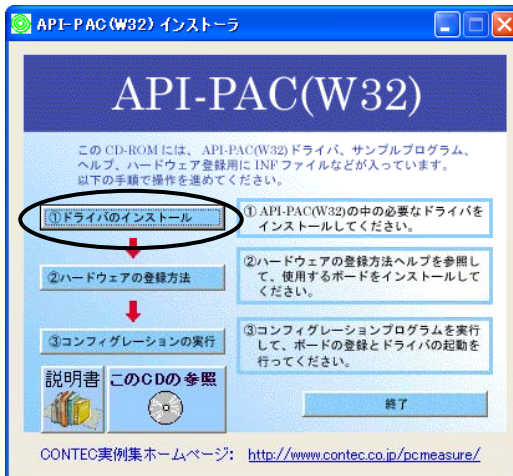 API-PAC(W32) インストーラ
API-PAC(W32)
この CD-ROM には、 API-PAC(W32)ドライバ、サンプルプログラム、
ヘルプ、ハードウェア登録用に INF ファイルなどが入っています。
以下の手順で操作を進めてください。
①ドライバのインストール
① API-PAC(W32)の中の必要なドライバを
インストールしてください。
②ハードウェアの登録方法
②ハードウェアの登録方法ヘルプを参照し
て、使用するボードをインストールして
ください。
③コンフィグレーションの実行
③コンフィグレーションプログラムを実行
して、ボードの登録とドライバの起動を
行ってください。
説明書
このCDの参照
終了
CONTEC実例集ホームページ: http://www.contec.co.jp/pcmeasure/